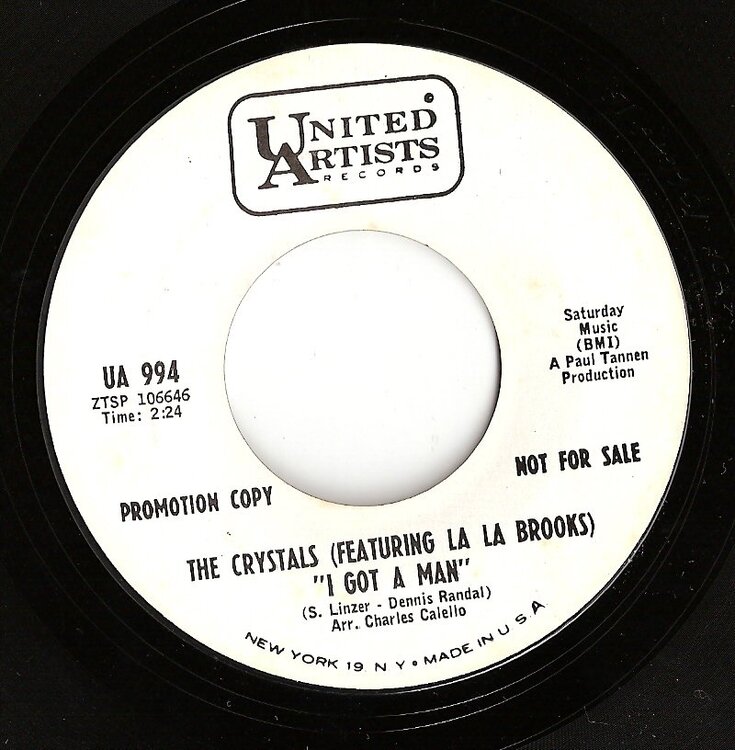 UNITED
ARTISTS
RECORDS
Saturday
Music
(BMI)
A Paul Tannen
Production
UA 994
ZTSP 106646
Time: 2:24
NOT FOR SALE
PROMOTION COPY
THE CRYSTALS (FEATURING LA LA BROOKS)
"I GOT A MAN"
(S. Linzer - Dennis Randal)
Arr. Charles Calello
NEW YORK 19 N Y • MADE IN U S A